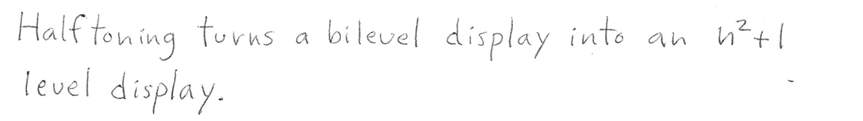 Halftoning turns a bilevel display into an n²+1
level display.